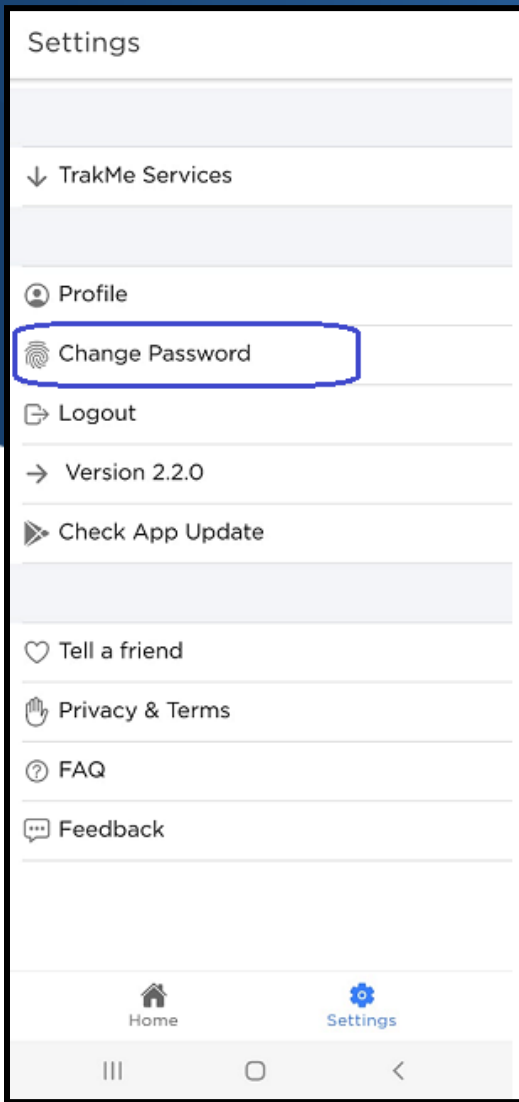 Settings
TrakMe Services
Profile
Change Password
Logout
Version 2.2.0
Check App Update
Tell a friend
Privacy & Terms
FAQ
Feedback
Home
Settings